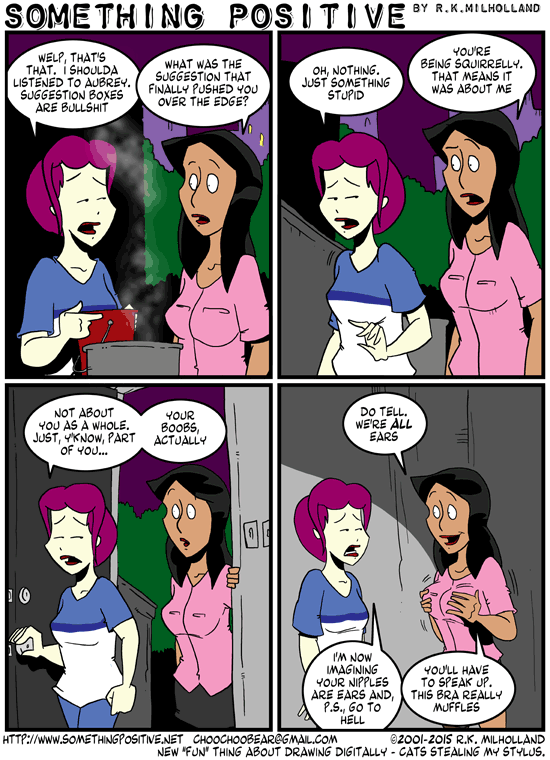 SOMETHING POSITIVE BY R.K.MILHOLLAND
WELP, THAT'S
THAT. I SHOULDA
LISTENED TO AUBREY.
SUGGESTION BOXES
ARE BULLSHIT
WHAT WAS THE
SUGGESTION THAT
FINALLY PUSHED YOU
OVER THE EDGE?
OH, NOTHING.
JUST SOMETHING
STUPID
YOU'RE
BEING SQUIRRELLY.
THAT MEANS IT
WAS ABOUT ME
NOT ABOUT
YOU AS A WHOLE.
JUST, Y'KNOW, PART
OF YOU...
YOUR
BOOBS,
ACTUALLY
DO TELL.
WE'RE ALL
EARS
I'M NOW
IMAGINING
YOUR NIPPLES
ARE EARS AND,
P.S., GO TO
HELL
YOU'LL HAVE
TO SPEAK UP.
THIS BRA REALLY
MUFFLES
HTTP://WWW.SOMETHINGPOSITIVE.NET CHOOCHOOBEAR@GMAIL.COM ©2001-2015 R.K. MILHOLLAND
NEW "FUN" THING ABOUT DRAWING DIGITALLY - CATS STEALING MY STYLUS.